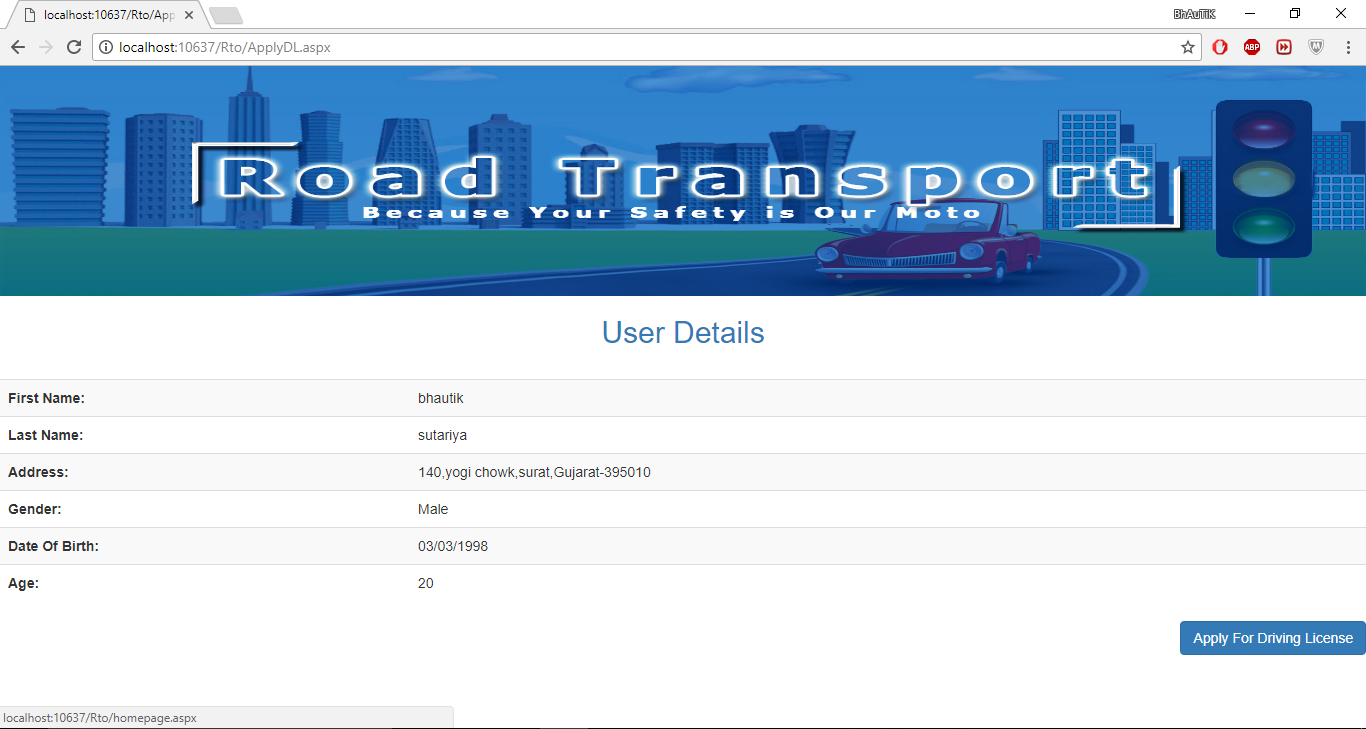 localhost:10637/Rto/App
BhAuTiK
localhost:10637/Rto/ApplyDL.aspx
ABP
Road Transport
Because Your Safety is Our Moto
User Details
First Name: bhautik
Last Name: sutariya
Address: 140,yogi chowk,surat,Gujarat-395010
Gender: Male
Date Of Birth: 03/03/1998
Age: 20
Apply For Driving License
localhost:10637/Rto/homepage.aspx